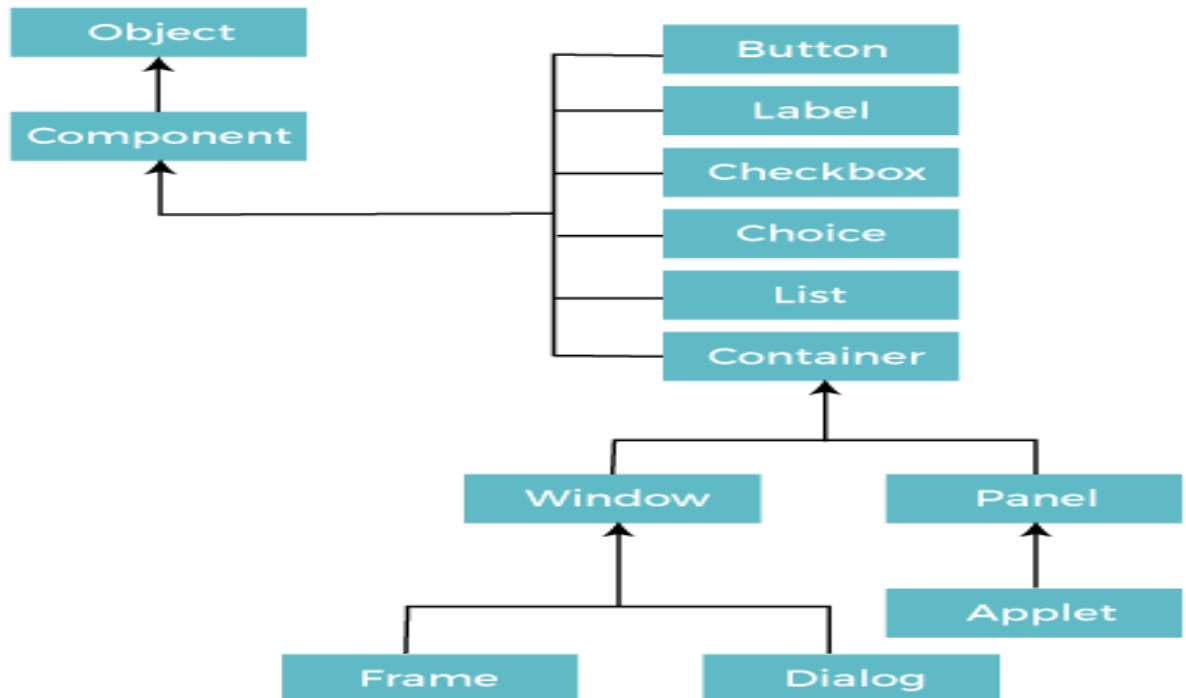 Object
Component
Button
Label
Checkbox
Choice
List
Container
Window
Panel
Applet
Frame
Dialog